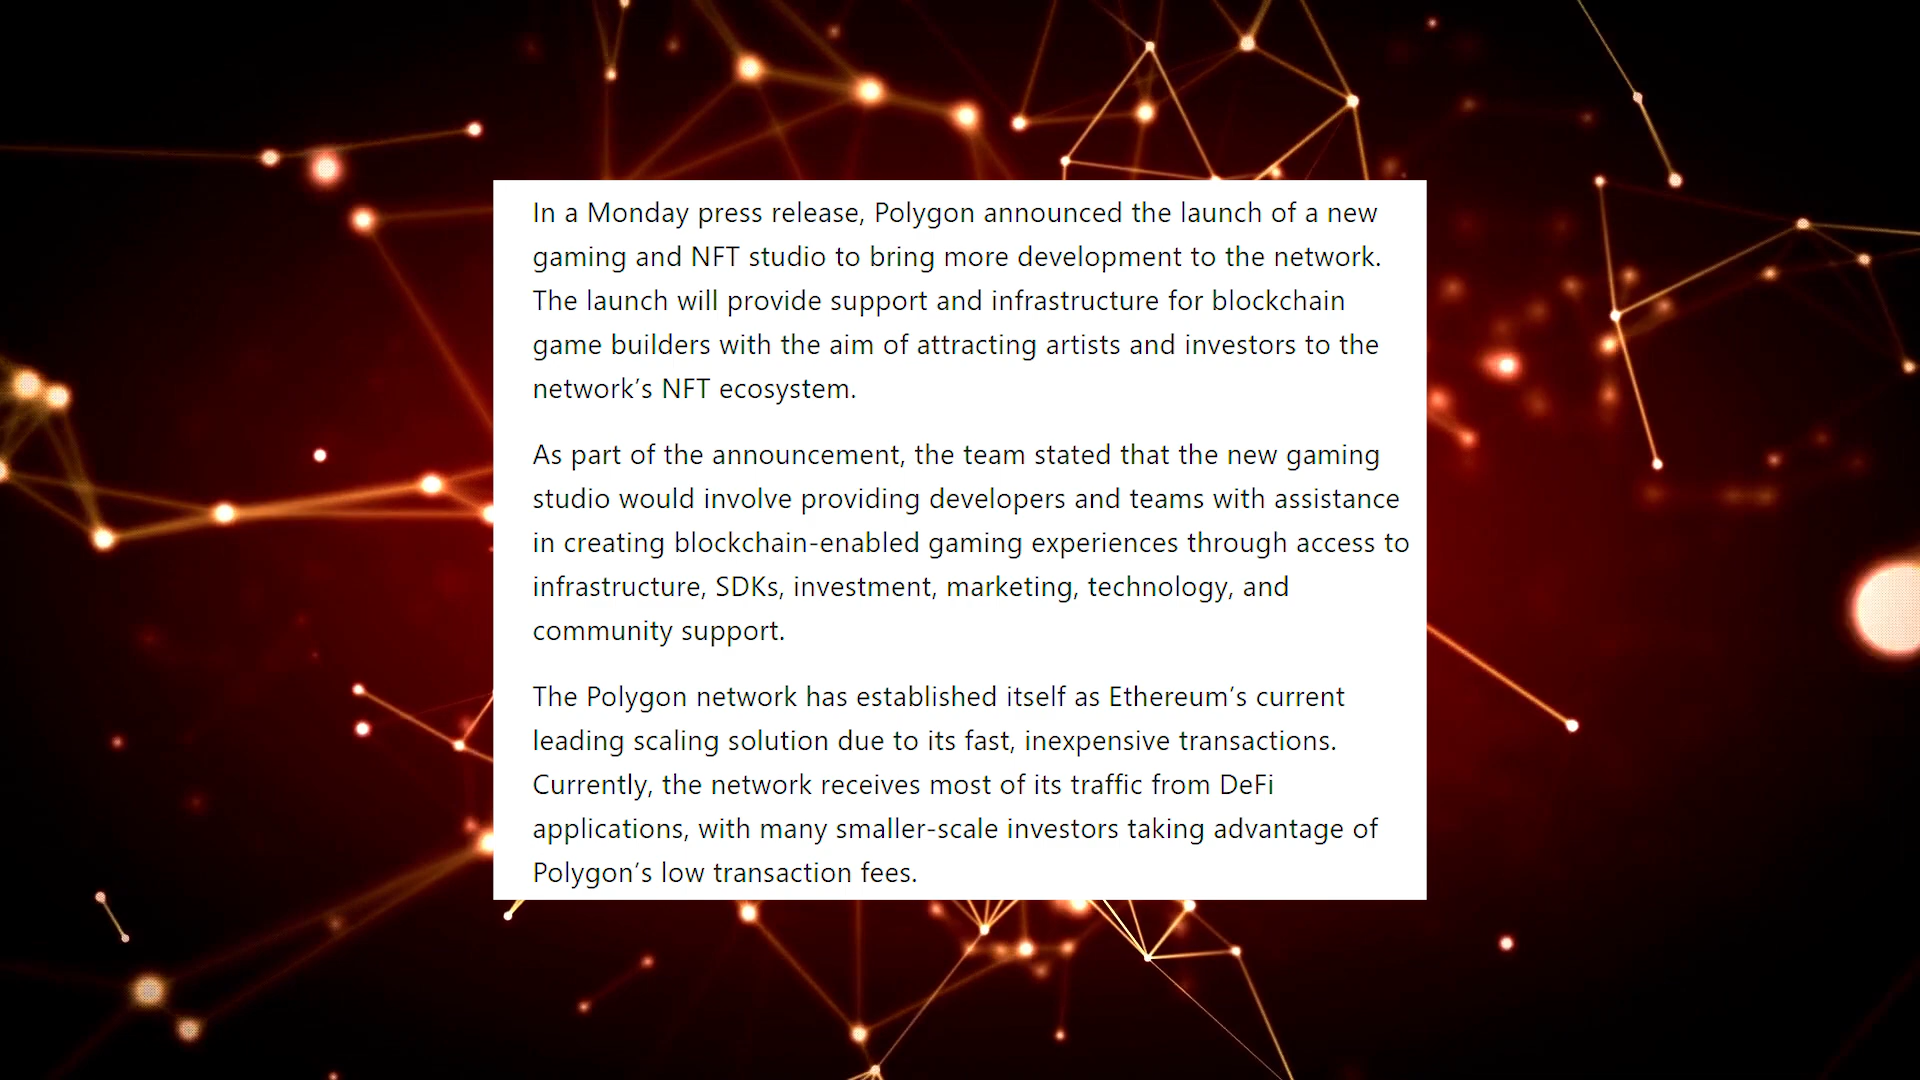 In a Monday press release, Polygon announced the launch of a new
gaming and NFT studio to bring more development to the network.
The launch will provide support and infrastructure for blockchain
game builders with the aim of attracting artists and investors to the
network’s NFT ecosystem.
As part of the announcement, the team stated that the new gaming
studio would involve providing developers and teams with assistance
in creating blockchain-enabled gaming experiences through access to
infrastructure, SDKs, investment, marketing, technology, and
community support.
The Polygon network has established itself as Ethereum’s current
leading scaling solution due to its fast, inexpensive transactions.
Currently, the network receives most of its traffic from DeFi
applications, with many smaller-scale investors taking advantage of
Polygon’s low transaction fees.